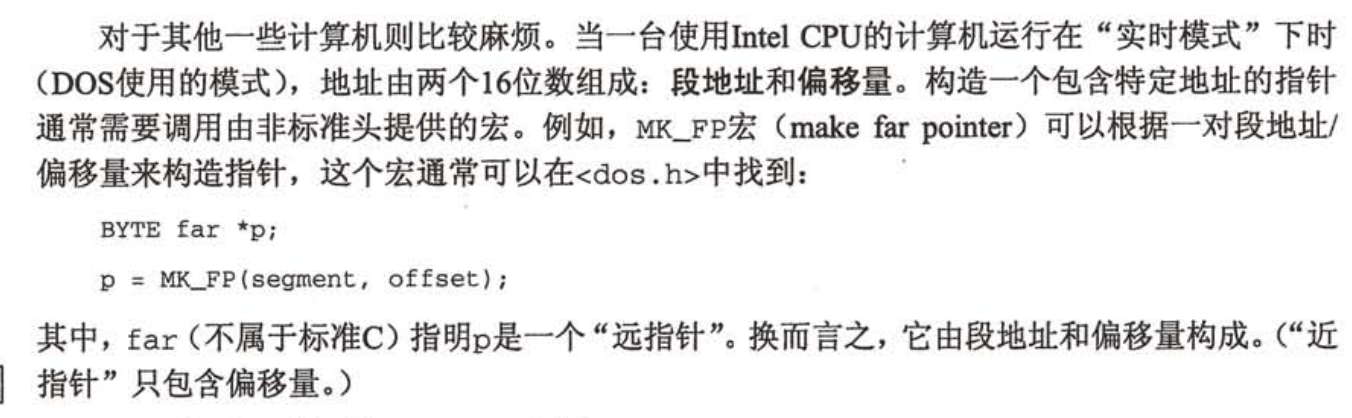 对于其他一些计算机则比较麻烦。当一台使用Intel CPU的计算机运行在“实时模式”下时
(DOS使用的模式)，地址由两个16位数组成：段地址和偏移量。构造一个包含特定地址的指针
通常需要调用由非标准头提供的宏。例如，MK_FP宏（make far pointer）可以根据一对段地址/
偏移量来构造指针，这个宏通常可以在<dos.h>中找到：
BYTE far *p;
p = MK_FP(segment, offset);
其中，far（不属于标准C）指明p是一个“远指针”。换而言之，它由段地址和偏移量构成。（“近
指针”只包含偏移量。）